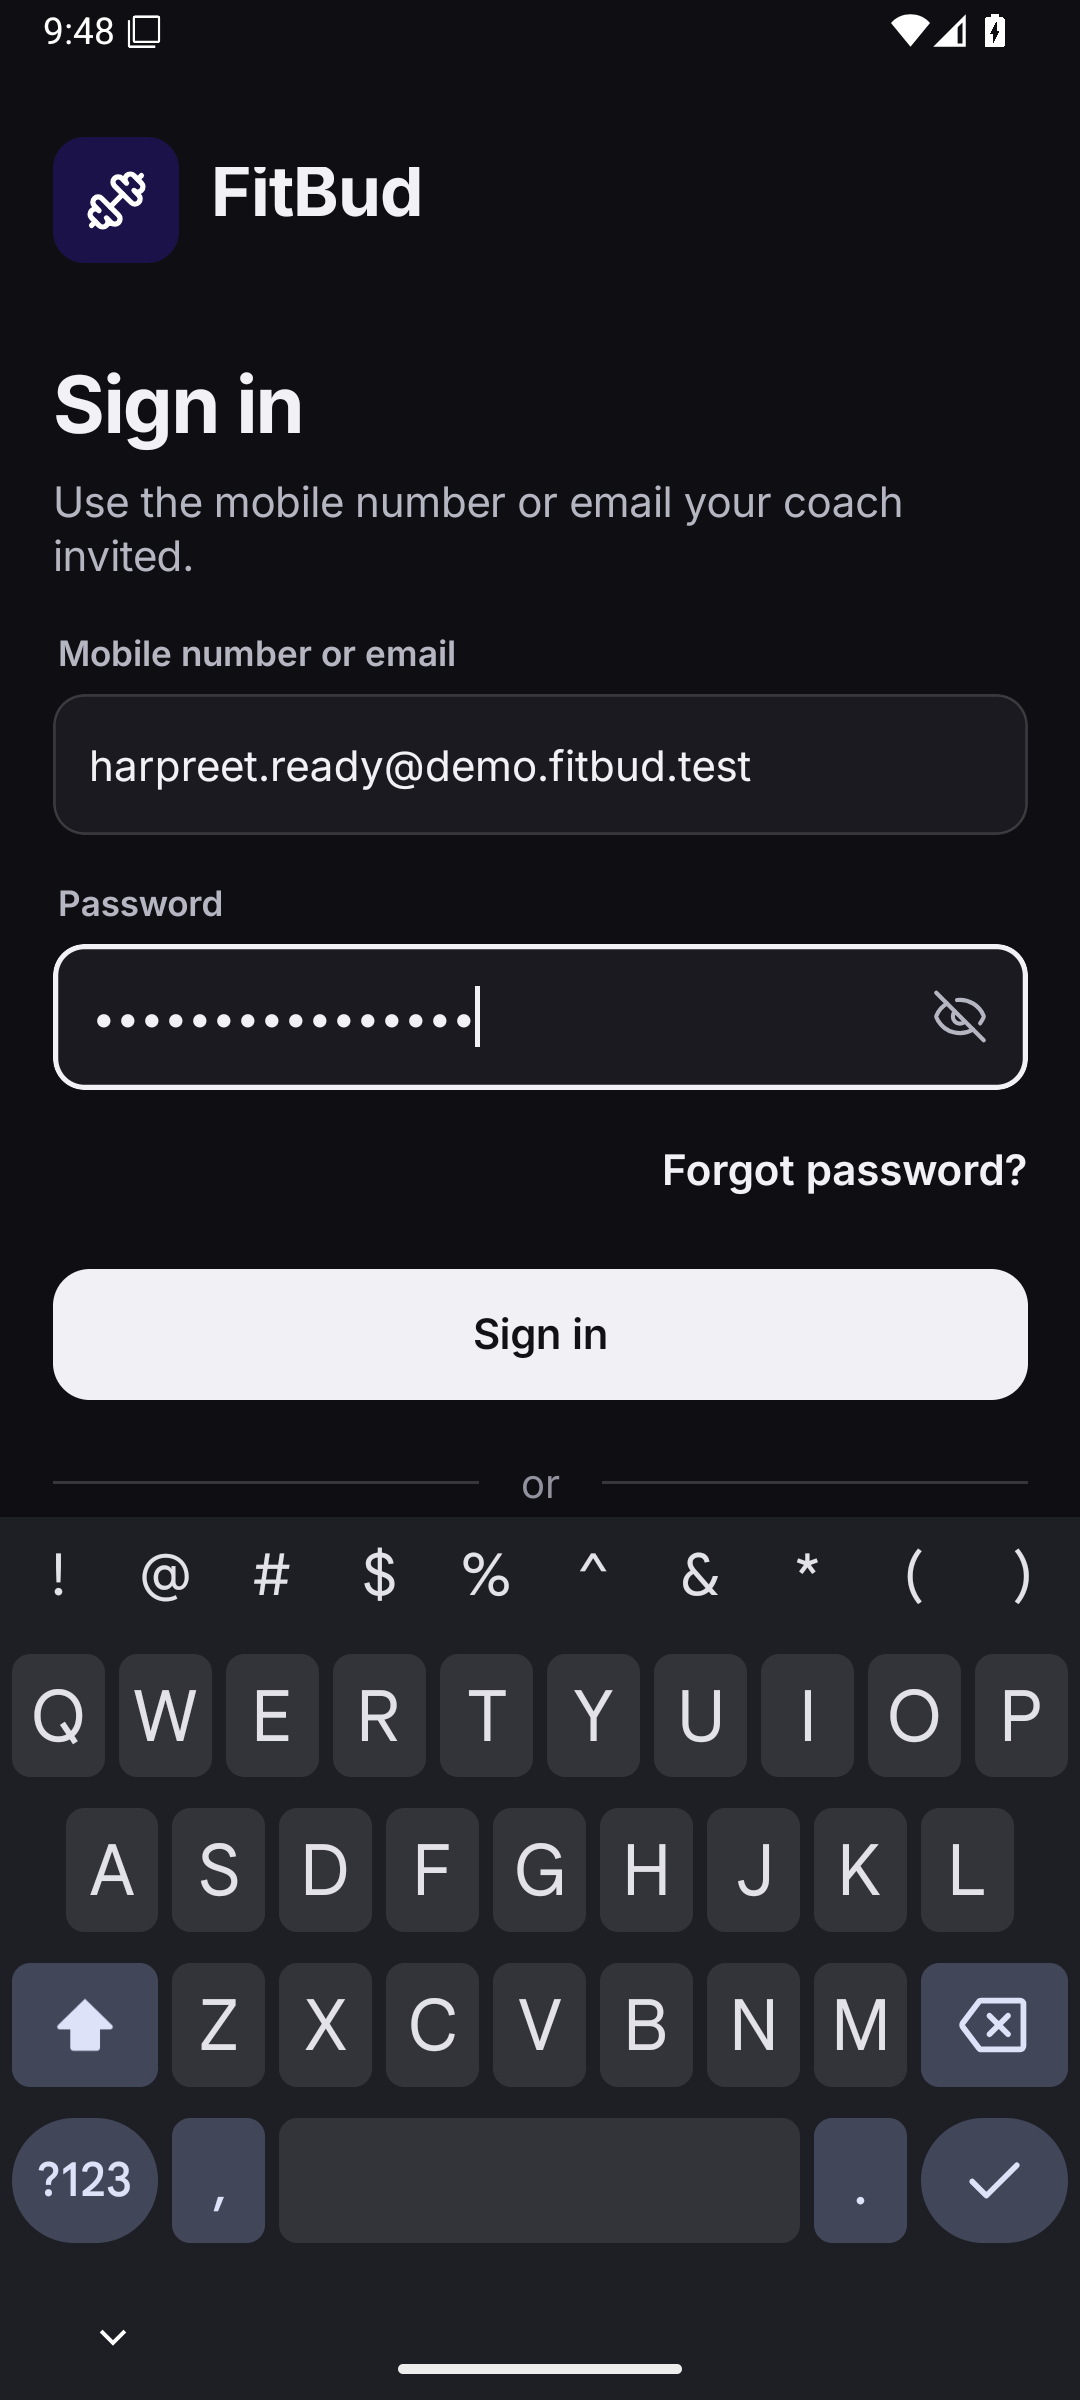 9:48
FitBud
Sign in
Use the mobile number or email your coach
invited.
Mobile number or email
harpreet.ready@demo.fitbud.test
Password
••••••••••••••••
Forgot password?
Sign in
or
! @ # $ % ^ & * ( )
Q W E R T Y U I O P
A S D F G H J K L
Z X C V B N M
?123 , .